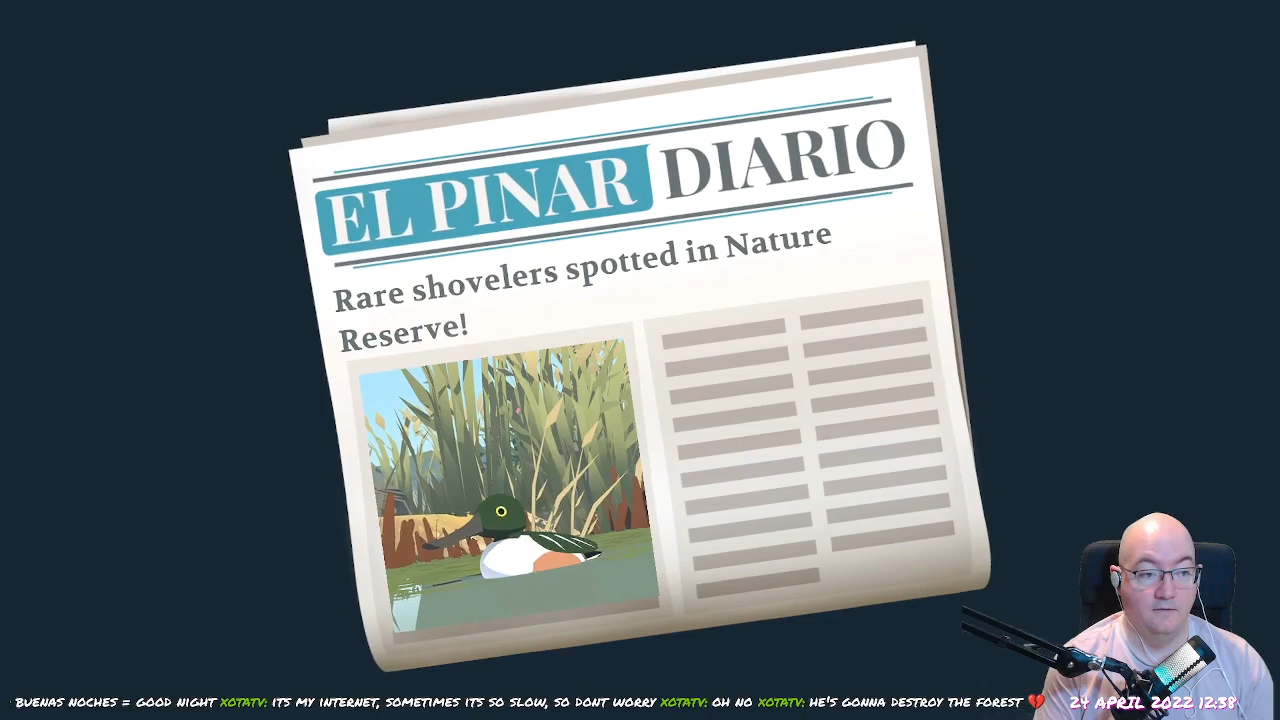 EL PINAR DIARIO
Rare shovelers spotted in Nature
Reserve!
BUENAS NOCHES = GOOD NIGHT XOTATV: ITS MY INTERNET, SOMETIMES ITS SO SLOW, SO DONT WORRY XOTATV: OH NO XOTATV: HE'S GONNA DESTROY THE FOREST 💔 24 APRIL 2022 12:38